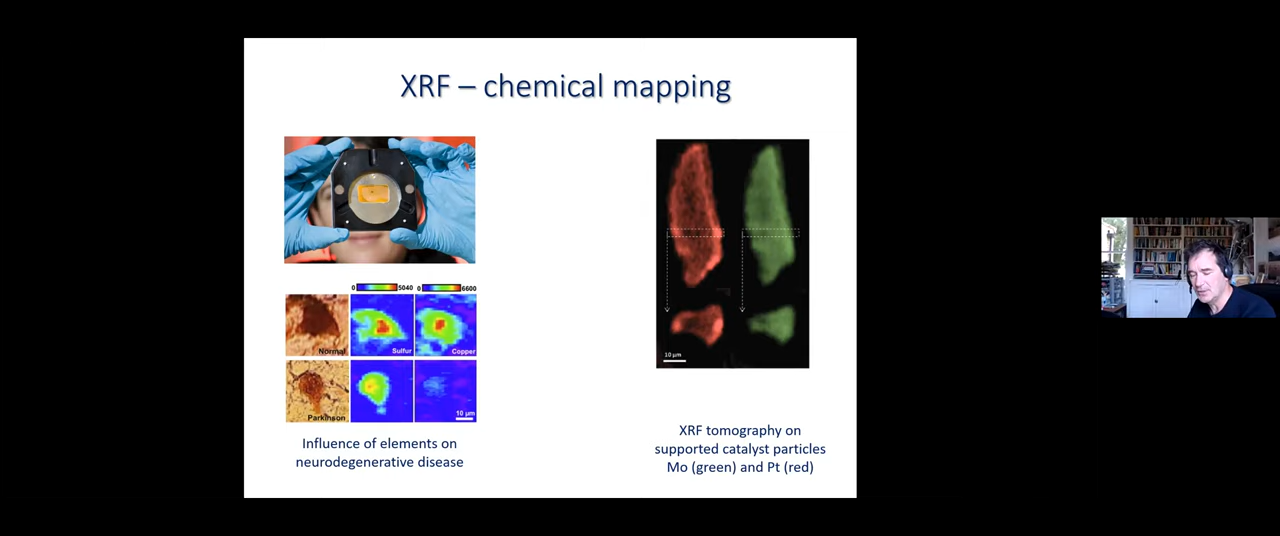 XRF – chemical mapping
0 5040 0 6600
Normal Sulfur Copper
Parkinson 10 µm
Influence of elements on
neurodegenerative disease
10 µm
XRF tomography on
supported catalyst particles
Mo (green) and Pt (red)